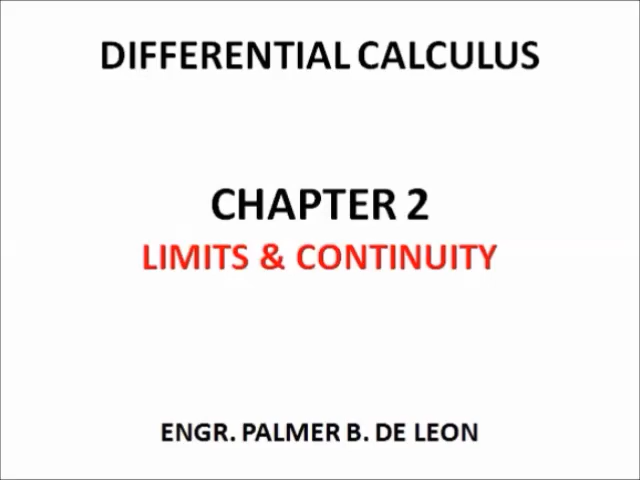 DIFFERENTIAL CALCULUS
CHAPTER 2
LIMITS & CONTINUITY
ENGR. PALMER B. DE LEON